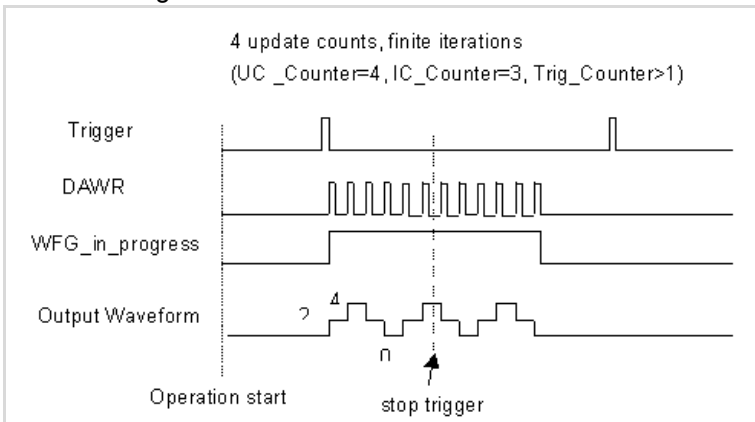 4 update counts, finite iterations
(UC _Counter=4, IC_Counter=3, Trig_Counter>1)
Trigger
DAWR
WFG_in_progress
4
Output Waveform
2
0
Operation start
stop trigger